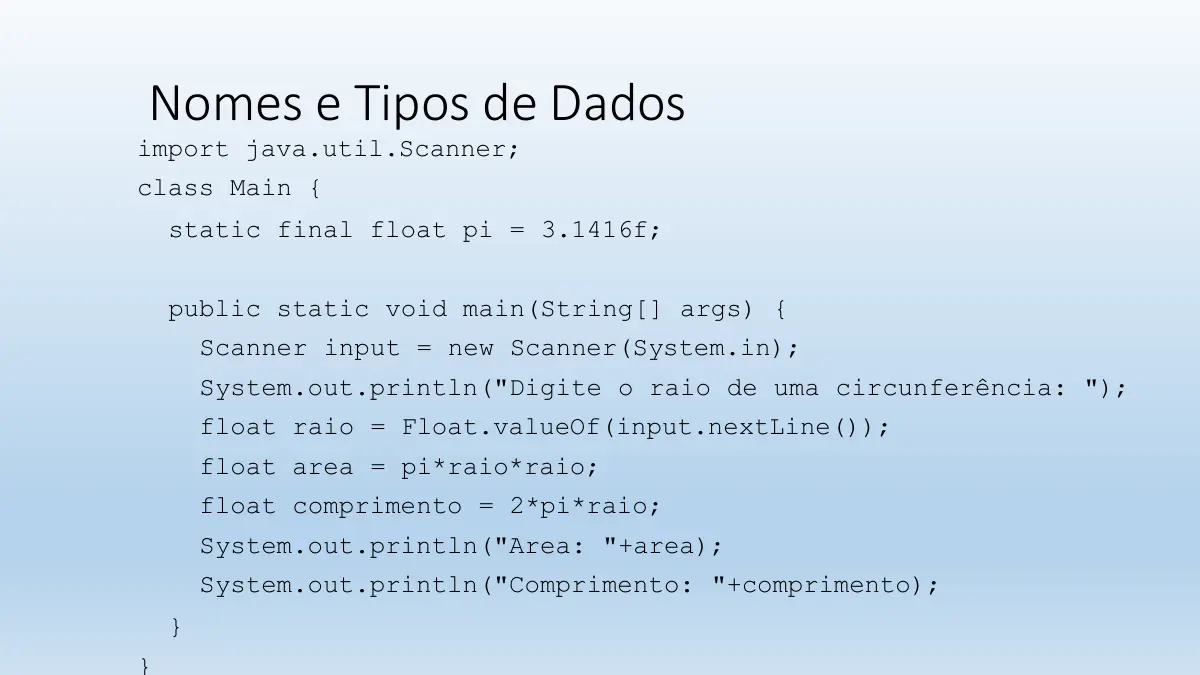 Nomes e Tipos de Dados
import java.util.Scanner;
class Main {
static final float pi = 3.1416f;
public static void main(String[] args) {
Scanner input = new Scanner(System.in);
System.out.println("Digite o raio de uma circunferência: ");
float raio = Float.valueOf(input.nextLine());
float area = pi*raio*raio;
float comprimento = 2*pi*raio;
System.out.println("Area: "+area);
System.out.println("Comprimento: "+comprimento);
}
}